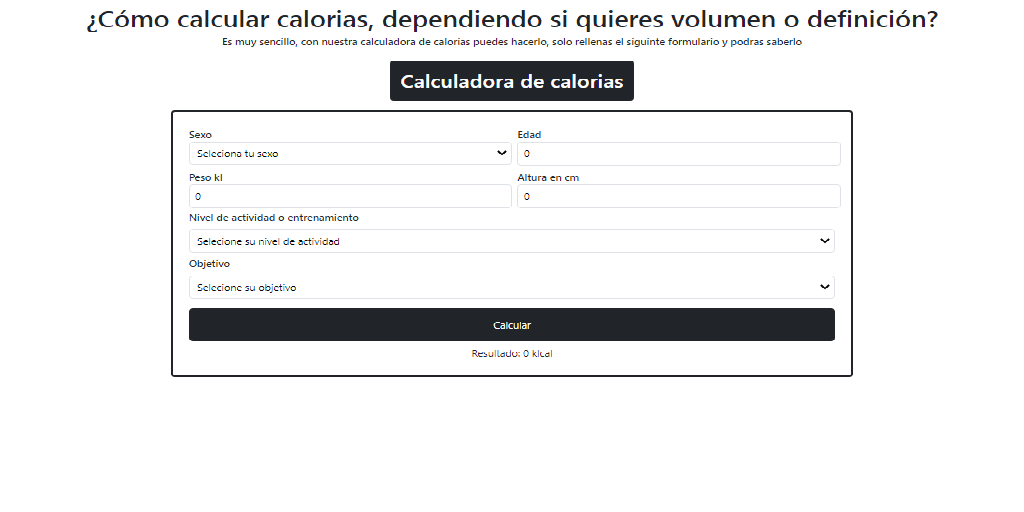 ¿Cómo calcular calorias, dependiendo si quieres volumen o definición?
Es muy sencillo, con nuestra calculadora de calorias puedes hacerlo, solo rellenas el siguinte formulario y podras saberlo
Calculadora de calorias
Sexo
Edad
Seleciona tu sexo
0
Peso kl
Altura en cm
0
0
Nivel de actividad o entrenamiento
Selecione su nivel de actividad
Objetivo
Selecione su objetivo
Calcular
Resultado: 0 klcal